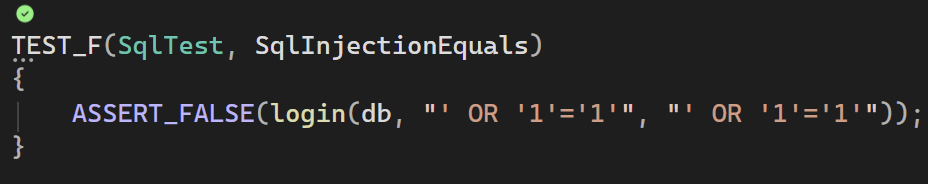 TEST_F(SqlTest, SqlInjectionEquals)
{
    ASSERT_FALSE(login(db, "' OR '1'='1'", "' OR '1'='1'"));
}